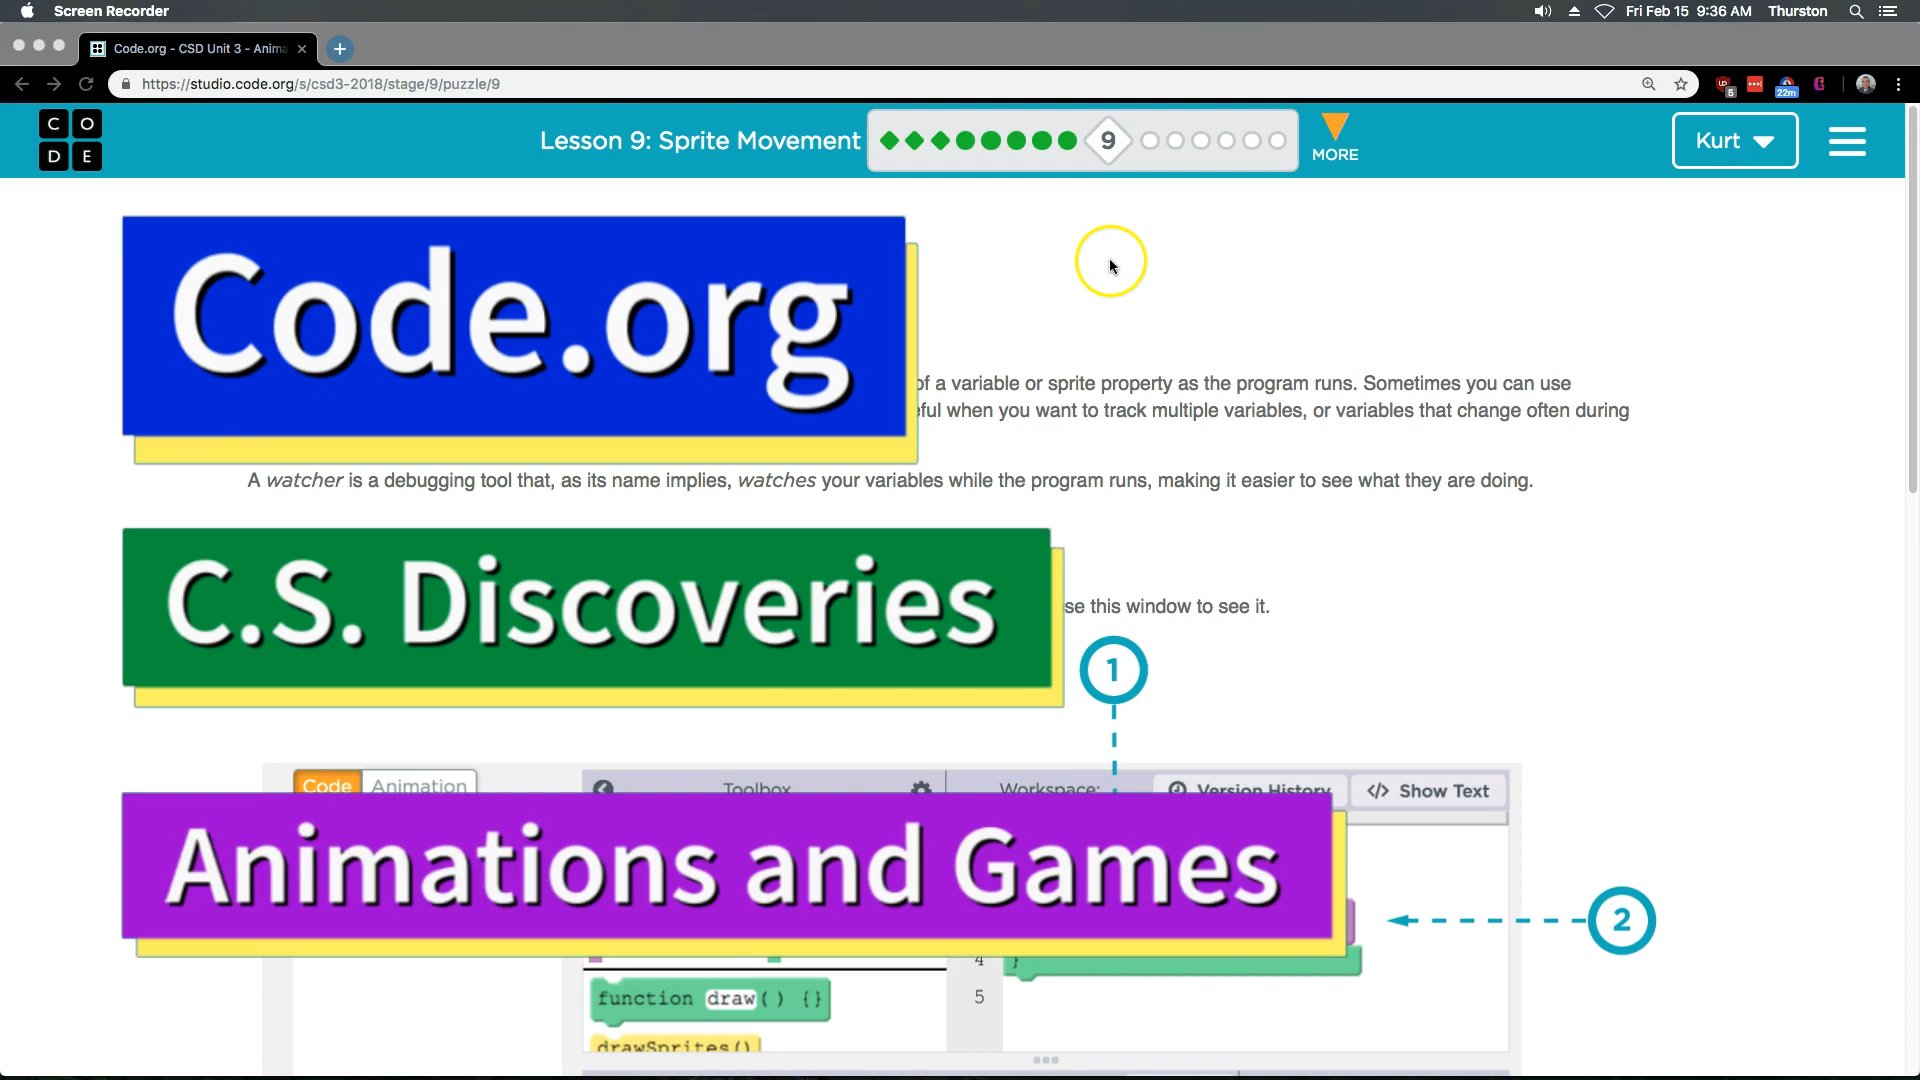 Screen Recorder
Fri Feb 15 9:36 AM Thurston
Code.org - CSD Unit 3 - Anima
https://studio.code.org/s/csd3-2018/stage/9/puzzle/9
5
22m
C O
D E
Lesson 9: Sprite Movement
9
MORE
Kurt
Code.org
of a variable or sprite property as the program runs. Sometimes you can use
when you want to track multiple variables, or variables that change often during
A watcher is a debugging tool that, as its name implies, watches your variables while the program runs, making it easier to see what they are doing.
C.S. Discoveries
this window to see it.
1
Code Animation
Toolbox
Workspace:
Version History
</> Show Text
Animations and Games
2
4 }
function draw() {}
5
drawSprites()